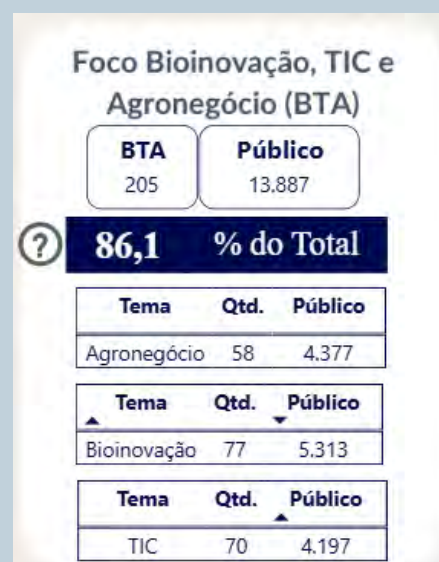 Foco Bioinovação, TIC e
Agronegócio (BTA)
BTA Público
205 13.887
? 86,1 % do Total
Tema Qtd. Público
Agronegócio 58 4.377
Tema Qtd. Público
Bioinovação 77 5.313
Tema Qtd. Público
TIC 70 4.197